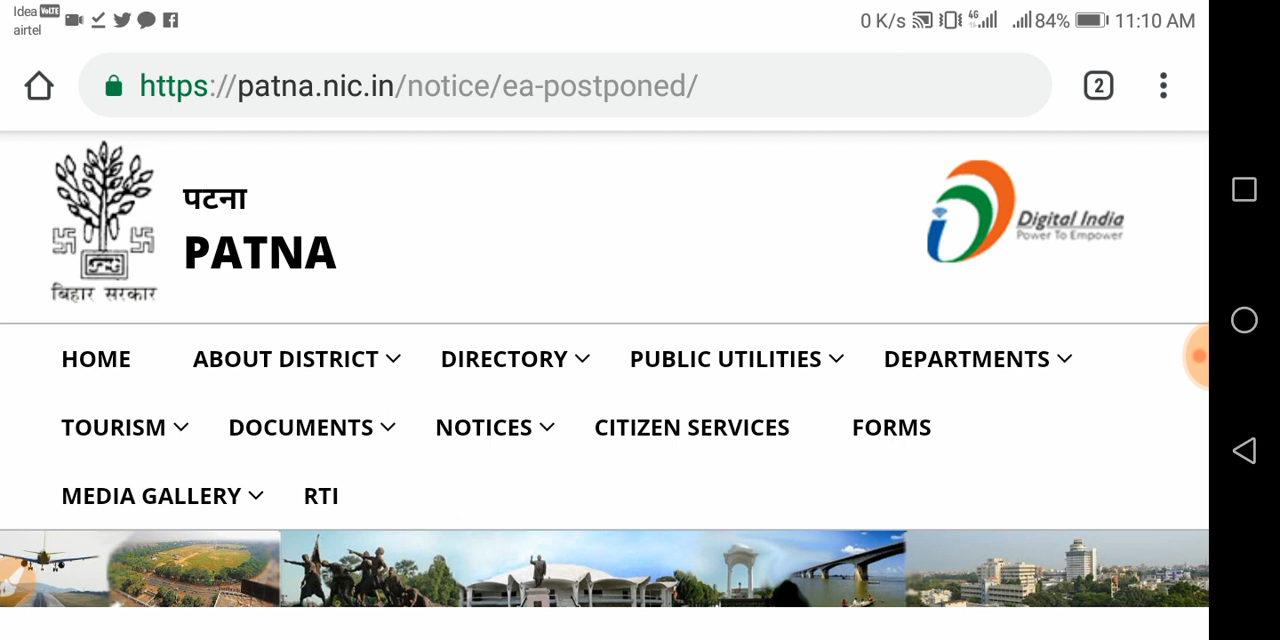 Idea VoLTE
airtel
0 K/s 4G 84% 11:10 AM
https://patna.nic.in/notice/ea-postponed/
2
पटना
PATNA
बिहार सरकार
Digital India
Power To Empower
HOME ABOUT DISTRICT DIRECTORY PUBLIC UTILITIES DEPARTMENTS
TOURISM DOCUMENTS NOTICES CITIZEN SERVICES FORMS
MEDIA GALLERY RTI